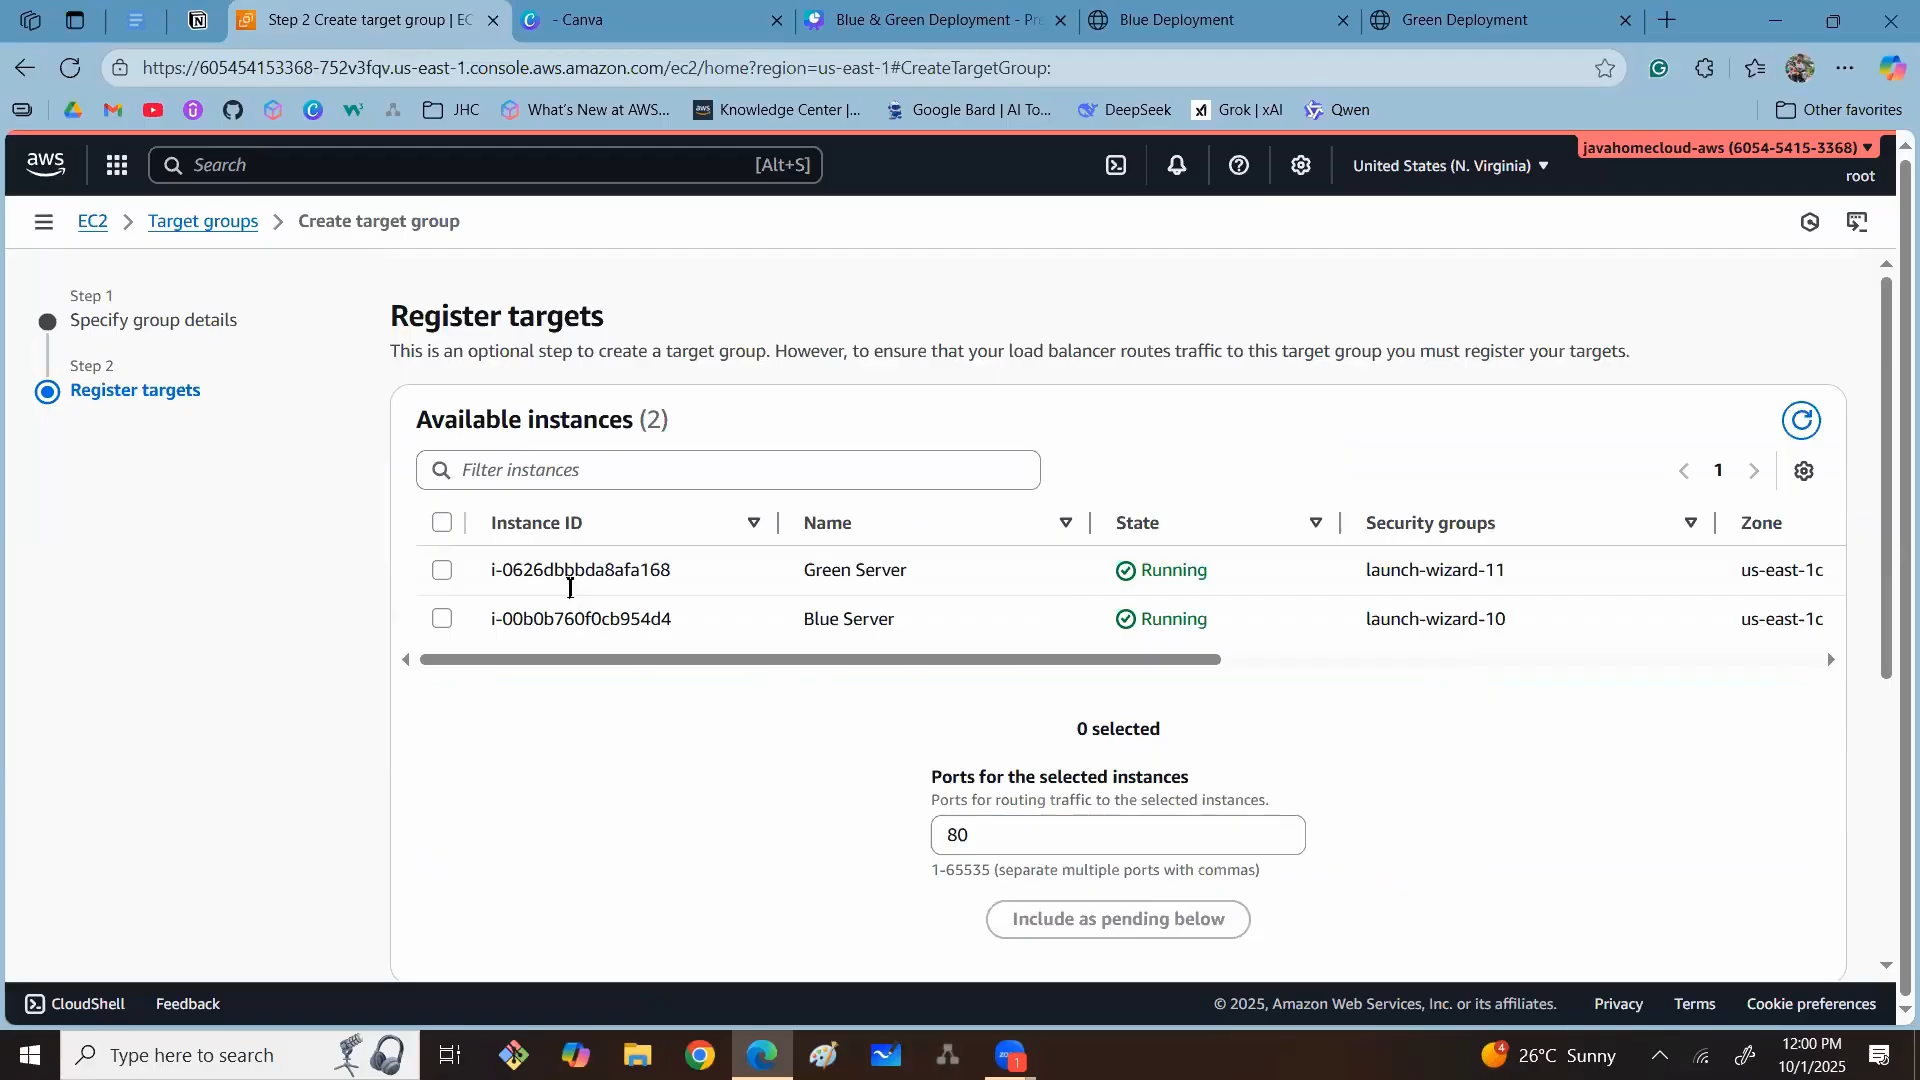 Step 2 Create target group | EC
- Canva
Blue & Green Deployment - Pre
Blue Deployment
Green Deployment
https://605454153368-752v3fqv.us-east-1.console.aws.amazon.com/ec2/home?region=us-east-1#CreateTargetGroup:
JHC
What's New at AWS...
aws
Knowledge Center |...
Google Bard | AI To...
DeepSeek
Grok | xAI
Qwen
Other favorites
aws
Search
[Alt+S]
United States (N. Virginia)
javahomecloud-aws (6054-5415-3368)
root
EC2
Target groups
Create target group
Step 1
Specify group details
Step 2
Register targets
Register targets
This is an optional step to create a target group. However, to ensure that your load balancer routes traffic to this target group you must register your targets.
Available instances (2)
Filter instances
1
Instance ID Name State Security groups Zone
i-0626dbbbda8afa168 Green Server Running launch-wizard-11 us-east-1c
i-00b0b760f0cb954d4 Blue Server Running launch-wizard-10 us-east-1c
0 selected
Ports for the selected instances
Ports for routing traffic to the selected instances.
80
1-65535 (separate multiple ports with commas)
Include as pending below
CloudShell
Feedback
© 2025, Amazon Web Services, Inc. or its affiliates.
Privacy
Terms
Cookie preferences
Type here to search
1
4
26°C Sunny
12:00 PM
10/1/2025